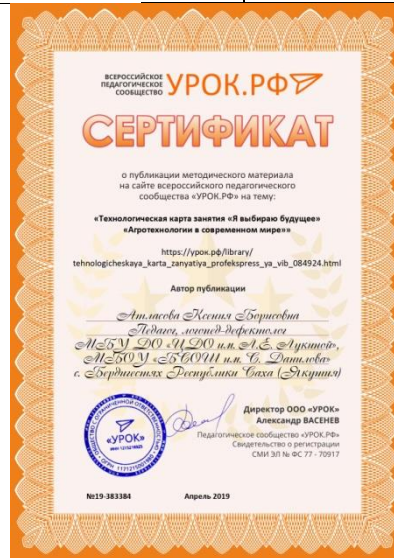 ВСЕРОССИЙСКОЕ
ПЕДАГОГИЧЕСКОЕ
СООБЩЕСТВО
УРОК.РФ
СЕРТИФИКАТ
о публикации методического материала
на сайте всероссийского педагогического
сообщества «УРОК.РФ» на тему:
«Технологическая карта занятия «Я выбираю будущее»
«Агротехнологии в современном мире»»
https://урок.рф/library/
tehnologicheskaya_karta_zanyatiya_profekspress_ya_vib_084924.html
Автор публикации
Атласова Ксения Борисовна
Педагог, логопед-дефектолог
МБУ ДО «ЦДО им. А.Е. Лукиной»,
МБОУ «БСОШ им. С. Данилова»
с. Бердигестях Республики Саха (Якутия)
Директор ООО «УРОК»
Александр ВАСЕНЕВ
Педагогическое сообщество «УРОК.РФ»
Свидетельство о регистрации
СМИ ЭЛ № ФС 77 - 70917
«УРОК»
№19-383384
Апрель 2019